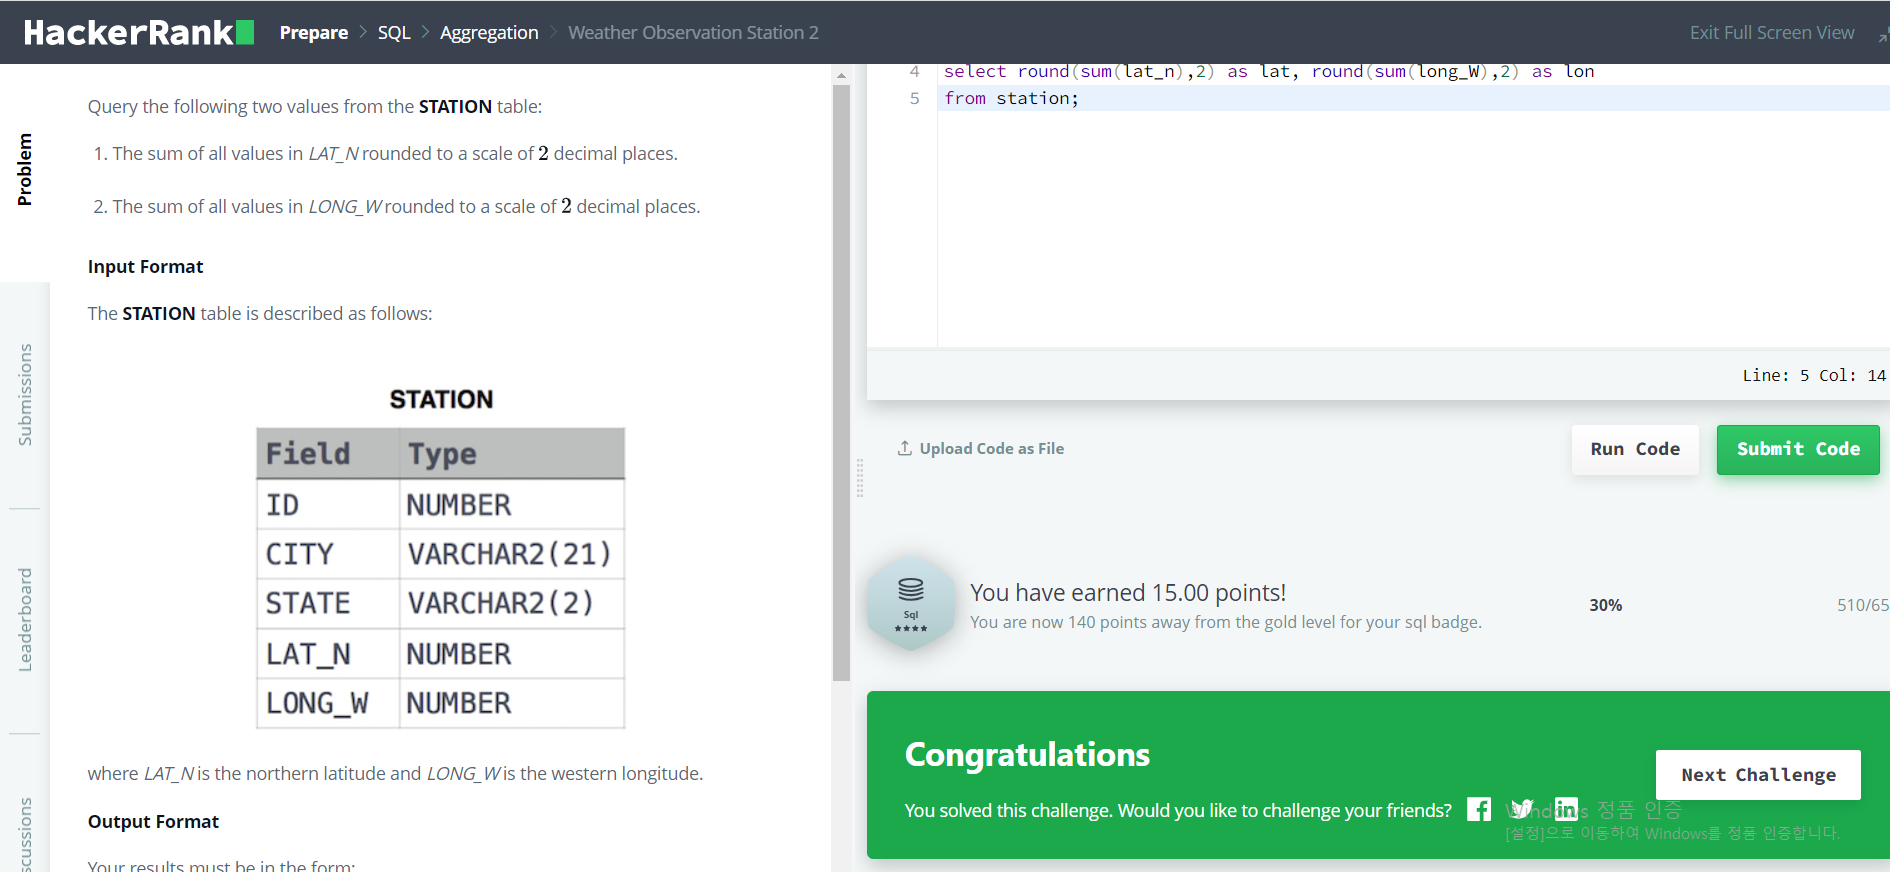 HackerRank
Prepare > SQL > Aggregation > Weather Observation Station 2
Exit Full Screen View
Problem
Submissions
Leaderboard
scussions
Query the following two values from the STATION table:
1. The sum of all values in LAT_N rounded to a scale of 2 decimal places.
2. The sum of all values in LONG_W rounded to a scale of 2 decimal places.
Input Format
The STATION table is described as follows:
STATION
Field Type
ID NUMBER
CITY VARCHAR2(21)
STATE VARCHAR2(2)
LAT_N NUMBER
LONG_W NUMBER
where LAT_N is the northern latitude and LONG_W is the western longitude.
Output Format
Your results must be in the form:
4 select round(sum(lat_n),2) as lat, round(sum(long_W),2) as lon
5 from station;
Line: 5 Col: 14
Upload Code as File
Run Code
Submit Code
Sql
You have earned 15.00 points!
You are now 140 points away from the gold level for your sql badge.
30%
510/65
Congratulations
You solved this challenge. Would you like to challenge your friends?
Next Challenge
Windows 정품 인증
[설정]으로 이동하여 Windows를 정품 인증합니다.